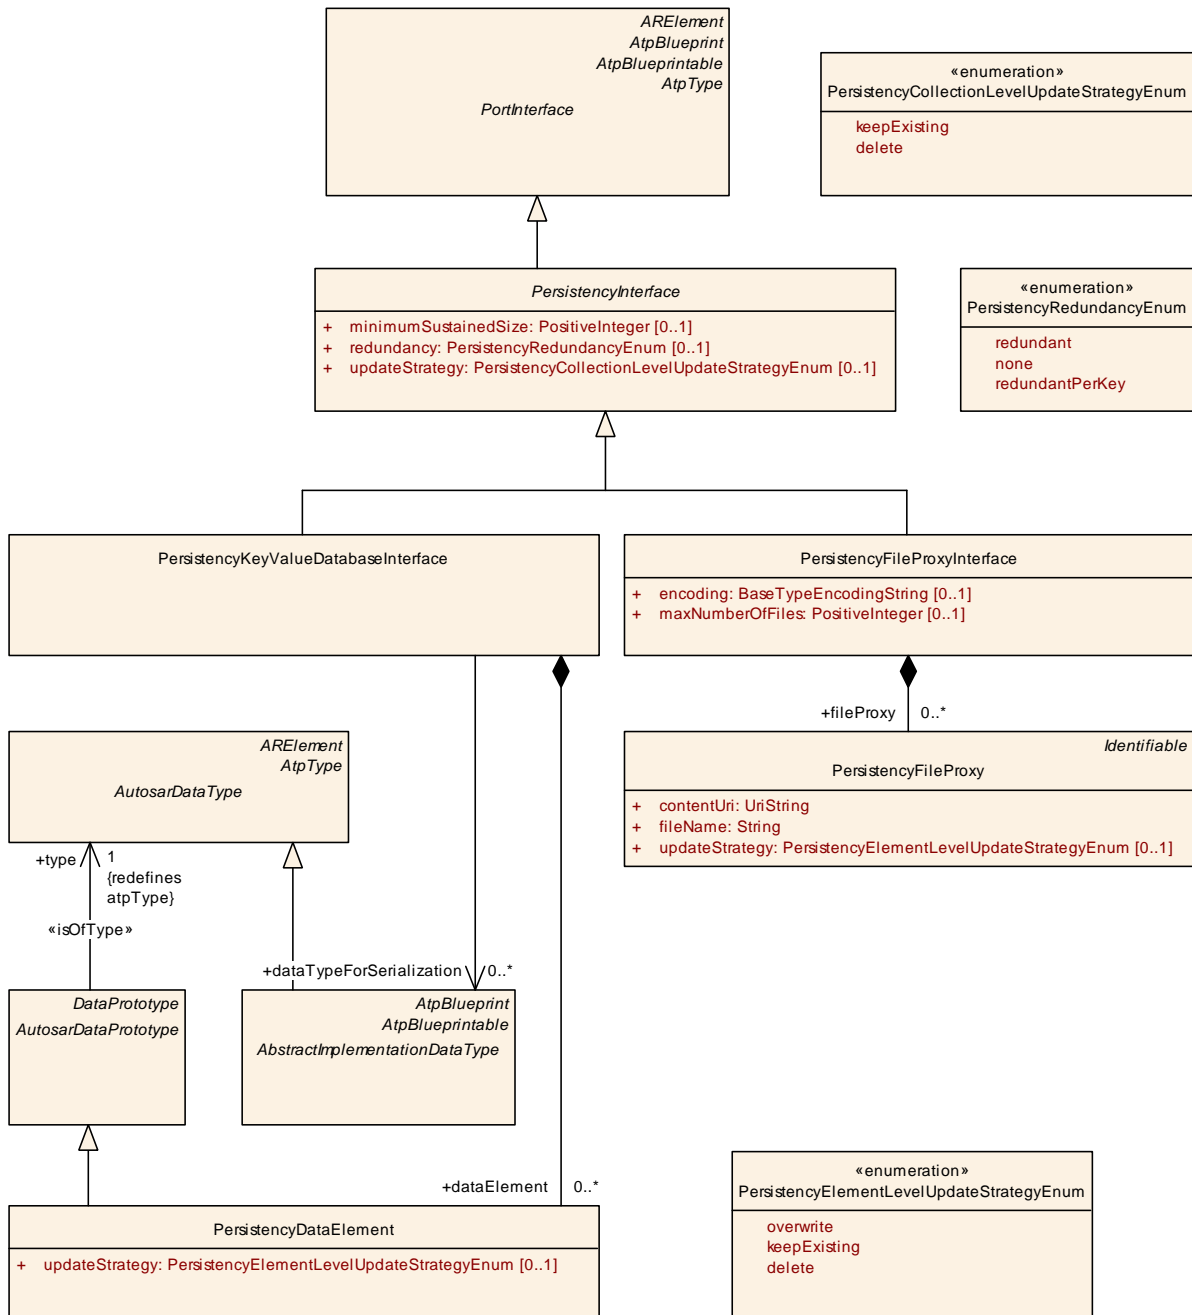 ARElement
AtpBlueprint
AtpBlueprintable
AtpType
PortInterface
«enumeration»
PersistencyCollectionLevelUpdateStrategyEnum
keepExisting
delete
PersistencyInterface
+ minimumSustainedSize: PositiveInteger [0..1]
+ redundancy: PersistencyRedundancyEnum [0..1]
+ updateStrategy: PersistencyCollectionLevelUpdateStrategyEnum [0..1]
«enumeration»
PersistencyRedundancyEnum
redundant
none
redundantPerKey
PersistencyKeyValueDatabaseInterface
PersistencyFileProxyInterface
+ encoding: BaseTypeEncodingString [0..1]
+ maxNumberOfFiles: PositiveInteger [0..1]
+fileProxy 0..*
ARElement
AtpType
AutosarDataType
Identifiable
PersistencyFileProxy
+ contentUri: UriString
+ fileName: String
+ updateStrategy: PersistencyElementLevelUpdateStrategyEnum [0..1]
+type 1
{redefines
atpType}
«isOfType»
+dataTypeForSerialization 0..*
DataPrototype
AutosarDataPrototype
AtpBlueprint
AtpBlueprintable
AbstractImplementationDataType
+dataElement 0..*
PersistencyDataElement
+ updateStrategy: PersistencyElementLevelUpdateStrategyEnum [0..1]
«enumeration»
PersistencyElementLevelUpdateStrategyEnum
overwrite
keepExisting
delete